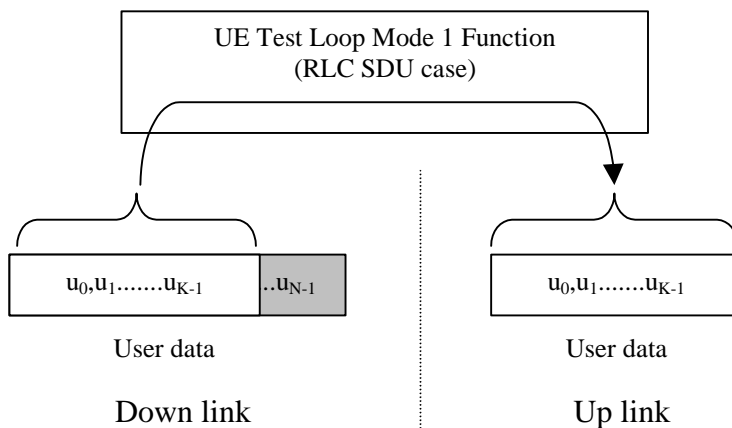 UE Test Loop Mode 1 Function
(RLC SDU case)
u0,u1.......uK-1 ...uN-1
u0,u1.......uK-1
User data
User data
Down link
Up link